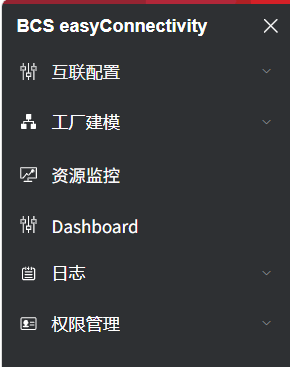 BCS easyConnectivity
互联配置
工厂建模
资源监控
Dashboard
日志
权限管理